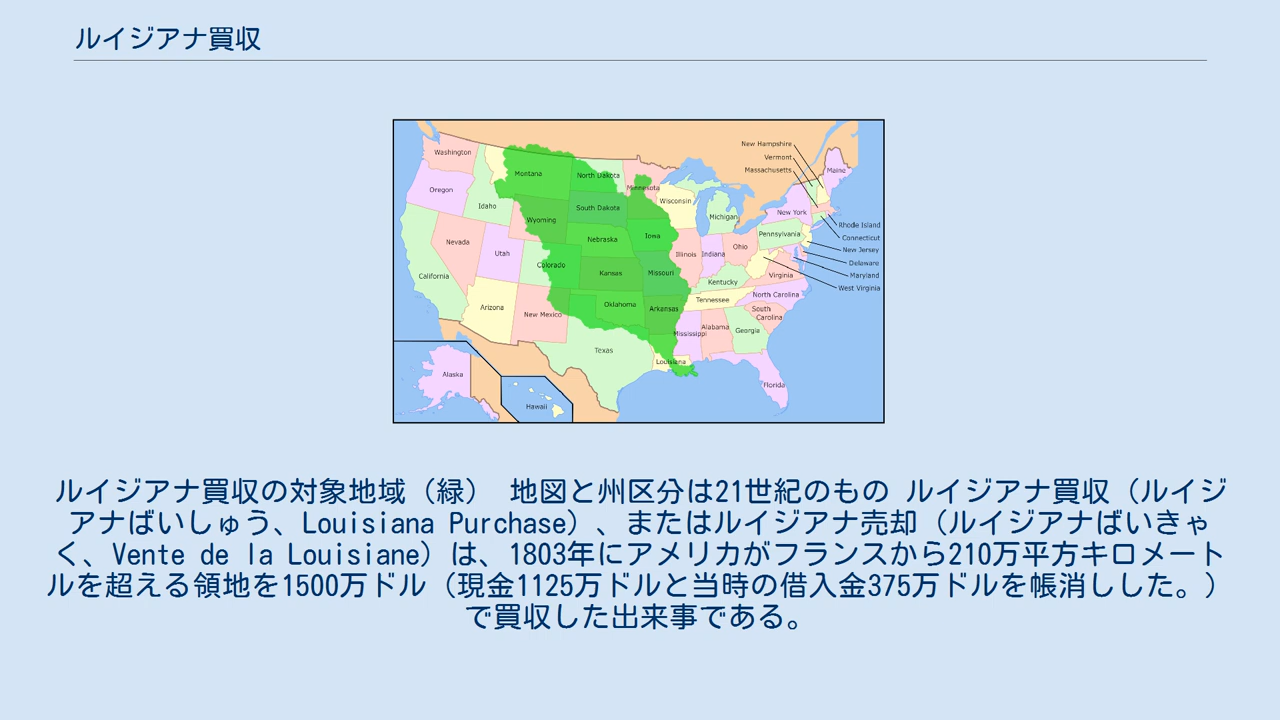 ルイジアナ買収
Washington
Oregon
California
Nevada
Idaho
Utah
Arizona
Montana
Wyoming
Colorado
New Mexico
North Dakota
South Dakota
Nebraska
Kansas
Oklahoma
Texas
Minnesota
Iowa
Missouri
Arkansas
Louisiana
Wisconsin
Illinois
Michigan
Indiana
Ohio
Kentucky
Tennessee
Mississippi
Alabama
Georgia
Florida
South
Carolina
North Carolina
Virginia
Pennsylvania
New York
Maine
New Hampshire
Vermont
Massachusetts
Rhode Island
Connecticut
New Jersey
Delaware
Maryland
West Virginia
Alaska
Hawaii
ルイジアナ買収の対象地域（緑） 地図と州区分は21世紀のもの ルイジアナ買収（ルイジ
アナばいしゅう、Louisiana Purchase）、またはルイジアナ売却（ルイジアナばいきゃ
く、Vente de la Louisiane）は、1803年にアメリカがフランスから210万平方キロメート
ルを超える領地を1500万ドル（現金1125万ドルと当時の借入金375万ドルを帳消しした。）
で買収した出来事である。